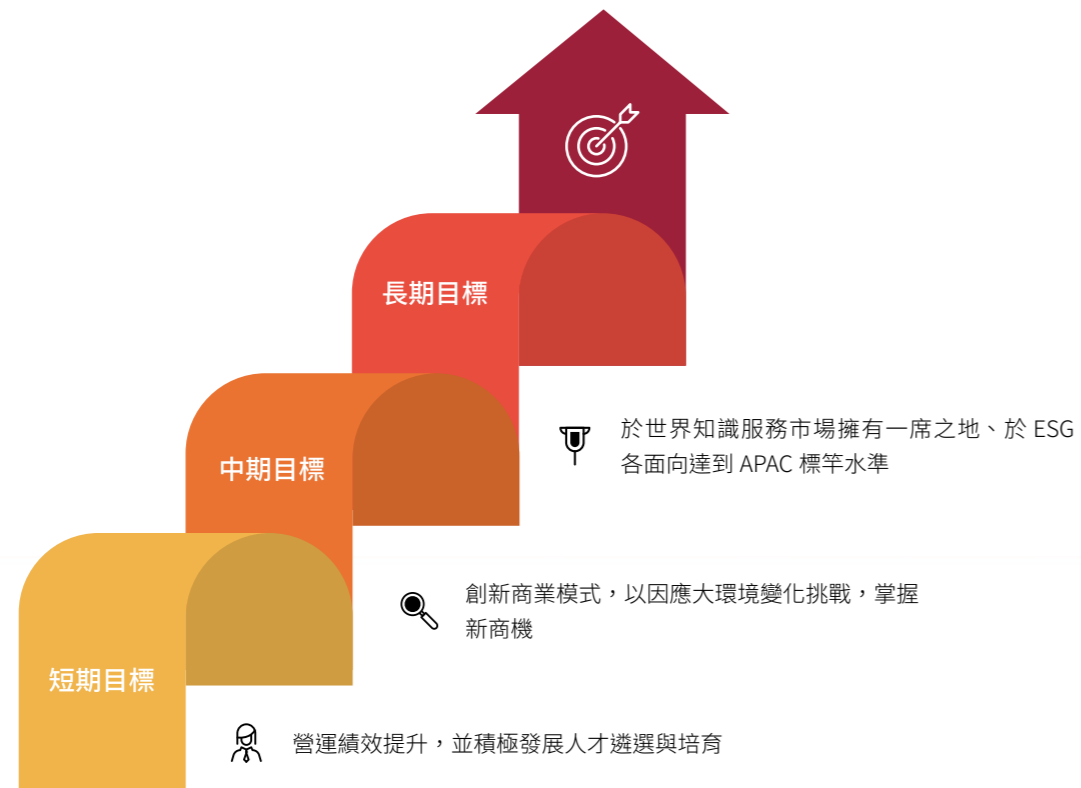 長期目標
於世界知識服務市場擁有一席之地、於 ESG
各面向達到 APAC 標竿水準
中期目標
創新商業模式，以因應大環境變化挑戰，掌握
新商機
短期目標
營運績效提升，並積極發展人才遴選與培育